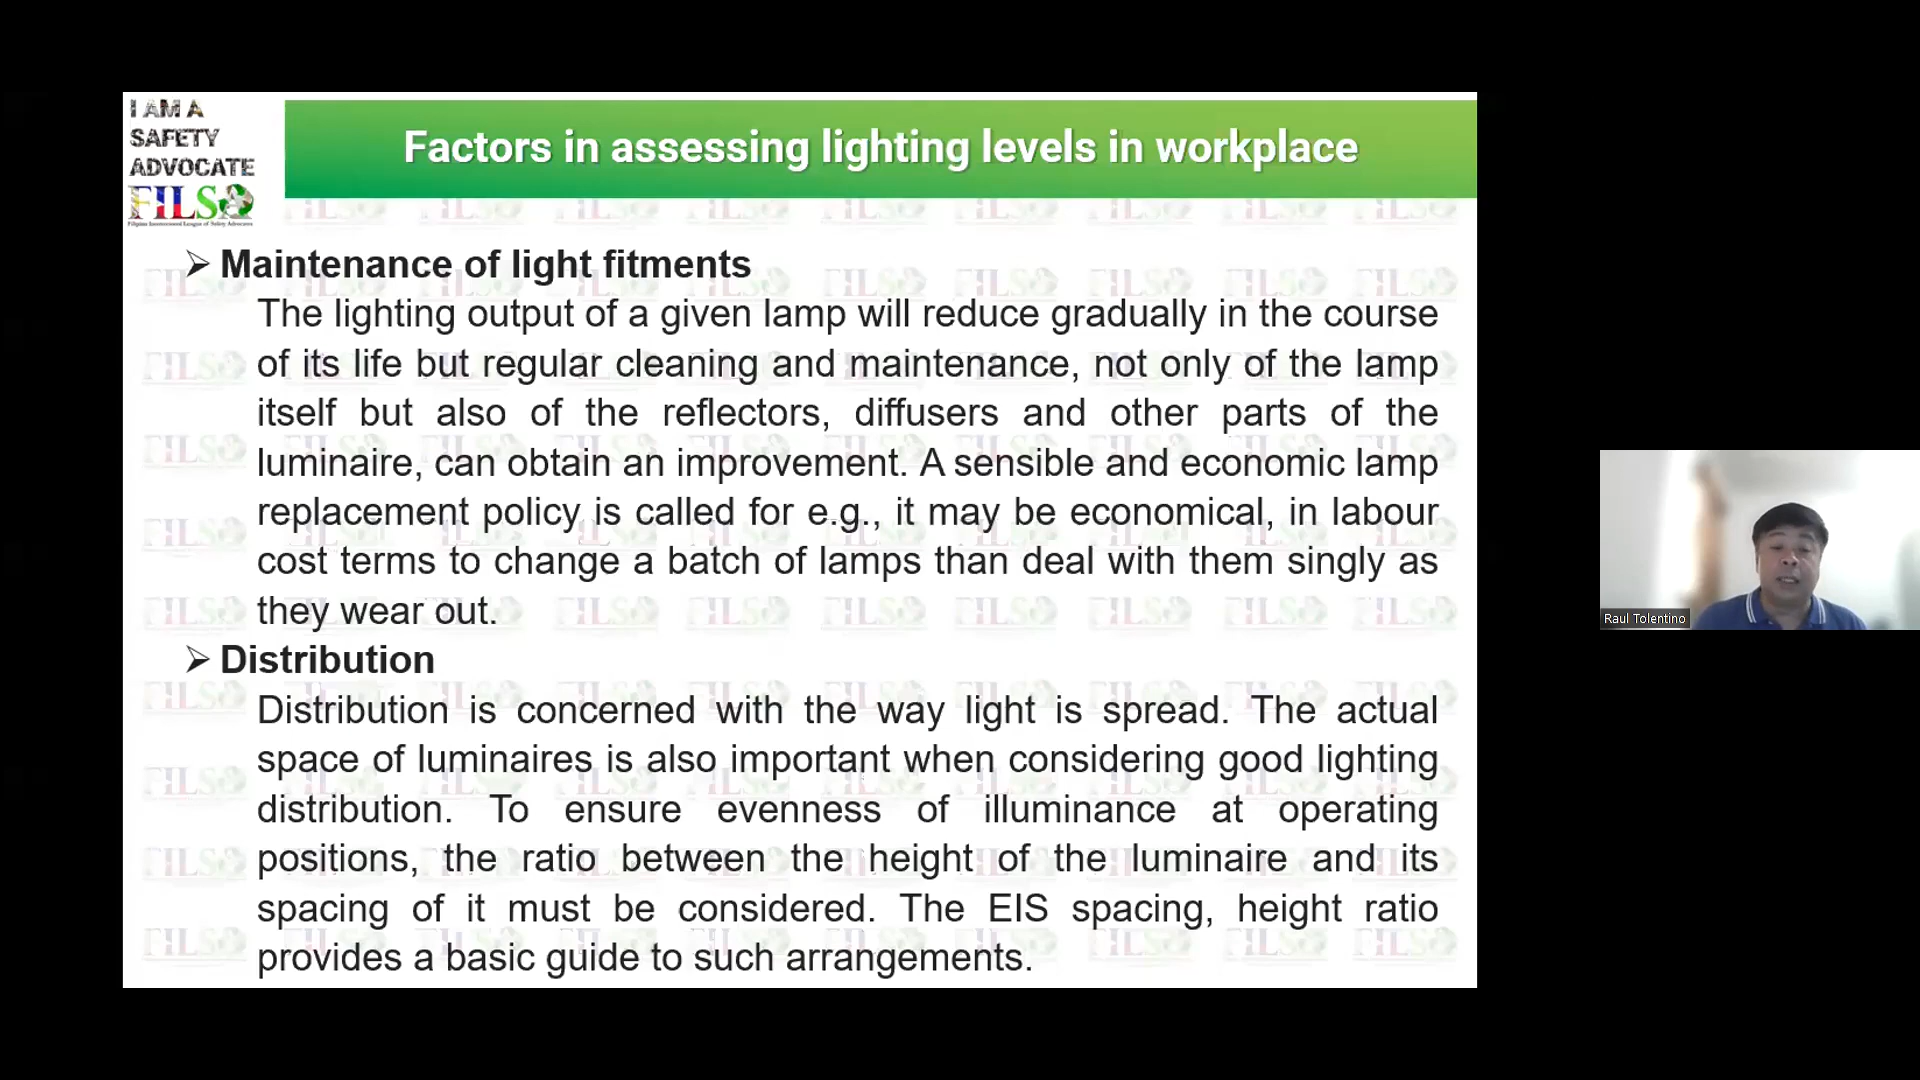 I AM A
SAFETY
ADVOCATE
FILS
Filipino Interconnected League of Safety Advocates
Factors in assessing lighting levels in workplace
➢ Maintenance of light fitments
The lighting output of a given lamp will reduce gradually in the course
of its life but regular cleaning and maintenance, not only of the lamp
itself but also of the reflectors, diffusers and other parts of the
luminaire, can obtain an improvement. A sensible and economic lamp
replacement policy is called for e.g., it may be economical, in labour
cost terms to change a batch of lamps than deal with them singly as
they wear out.
➢ Distribution
Distribution is concerned with the way light is spread. The actual
space of luminaires is also important when considering good lighting
distribution. To ensure evenness of illuminance at operating
positions, the ratio between the height of the luminaire and its
spacing of it must be considered. The EIS spacing, height ratio
provides a basic guide to such arrangements.
Raul Tolentino